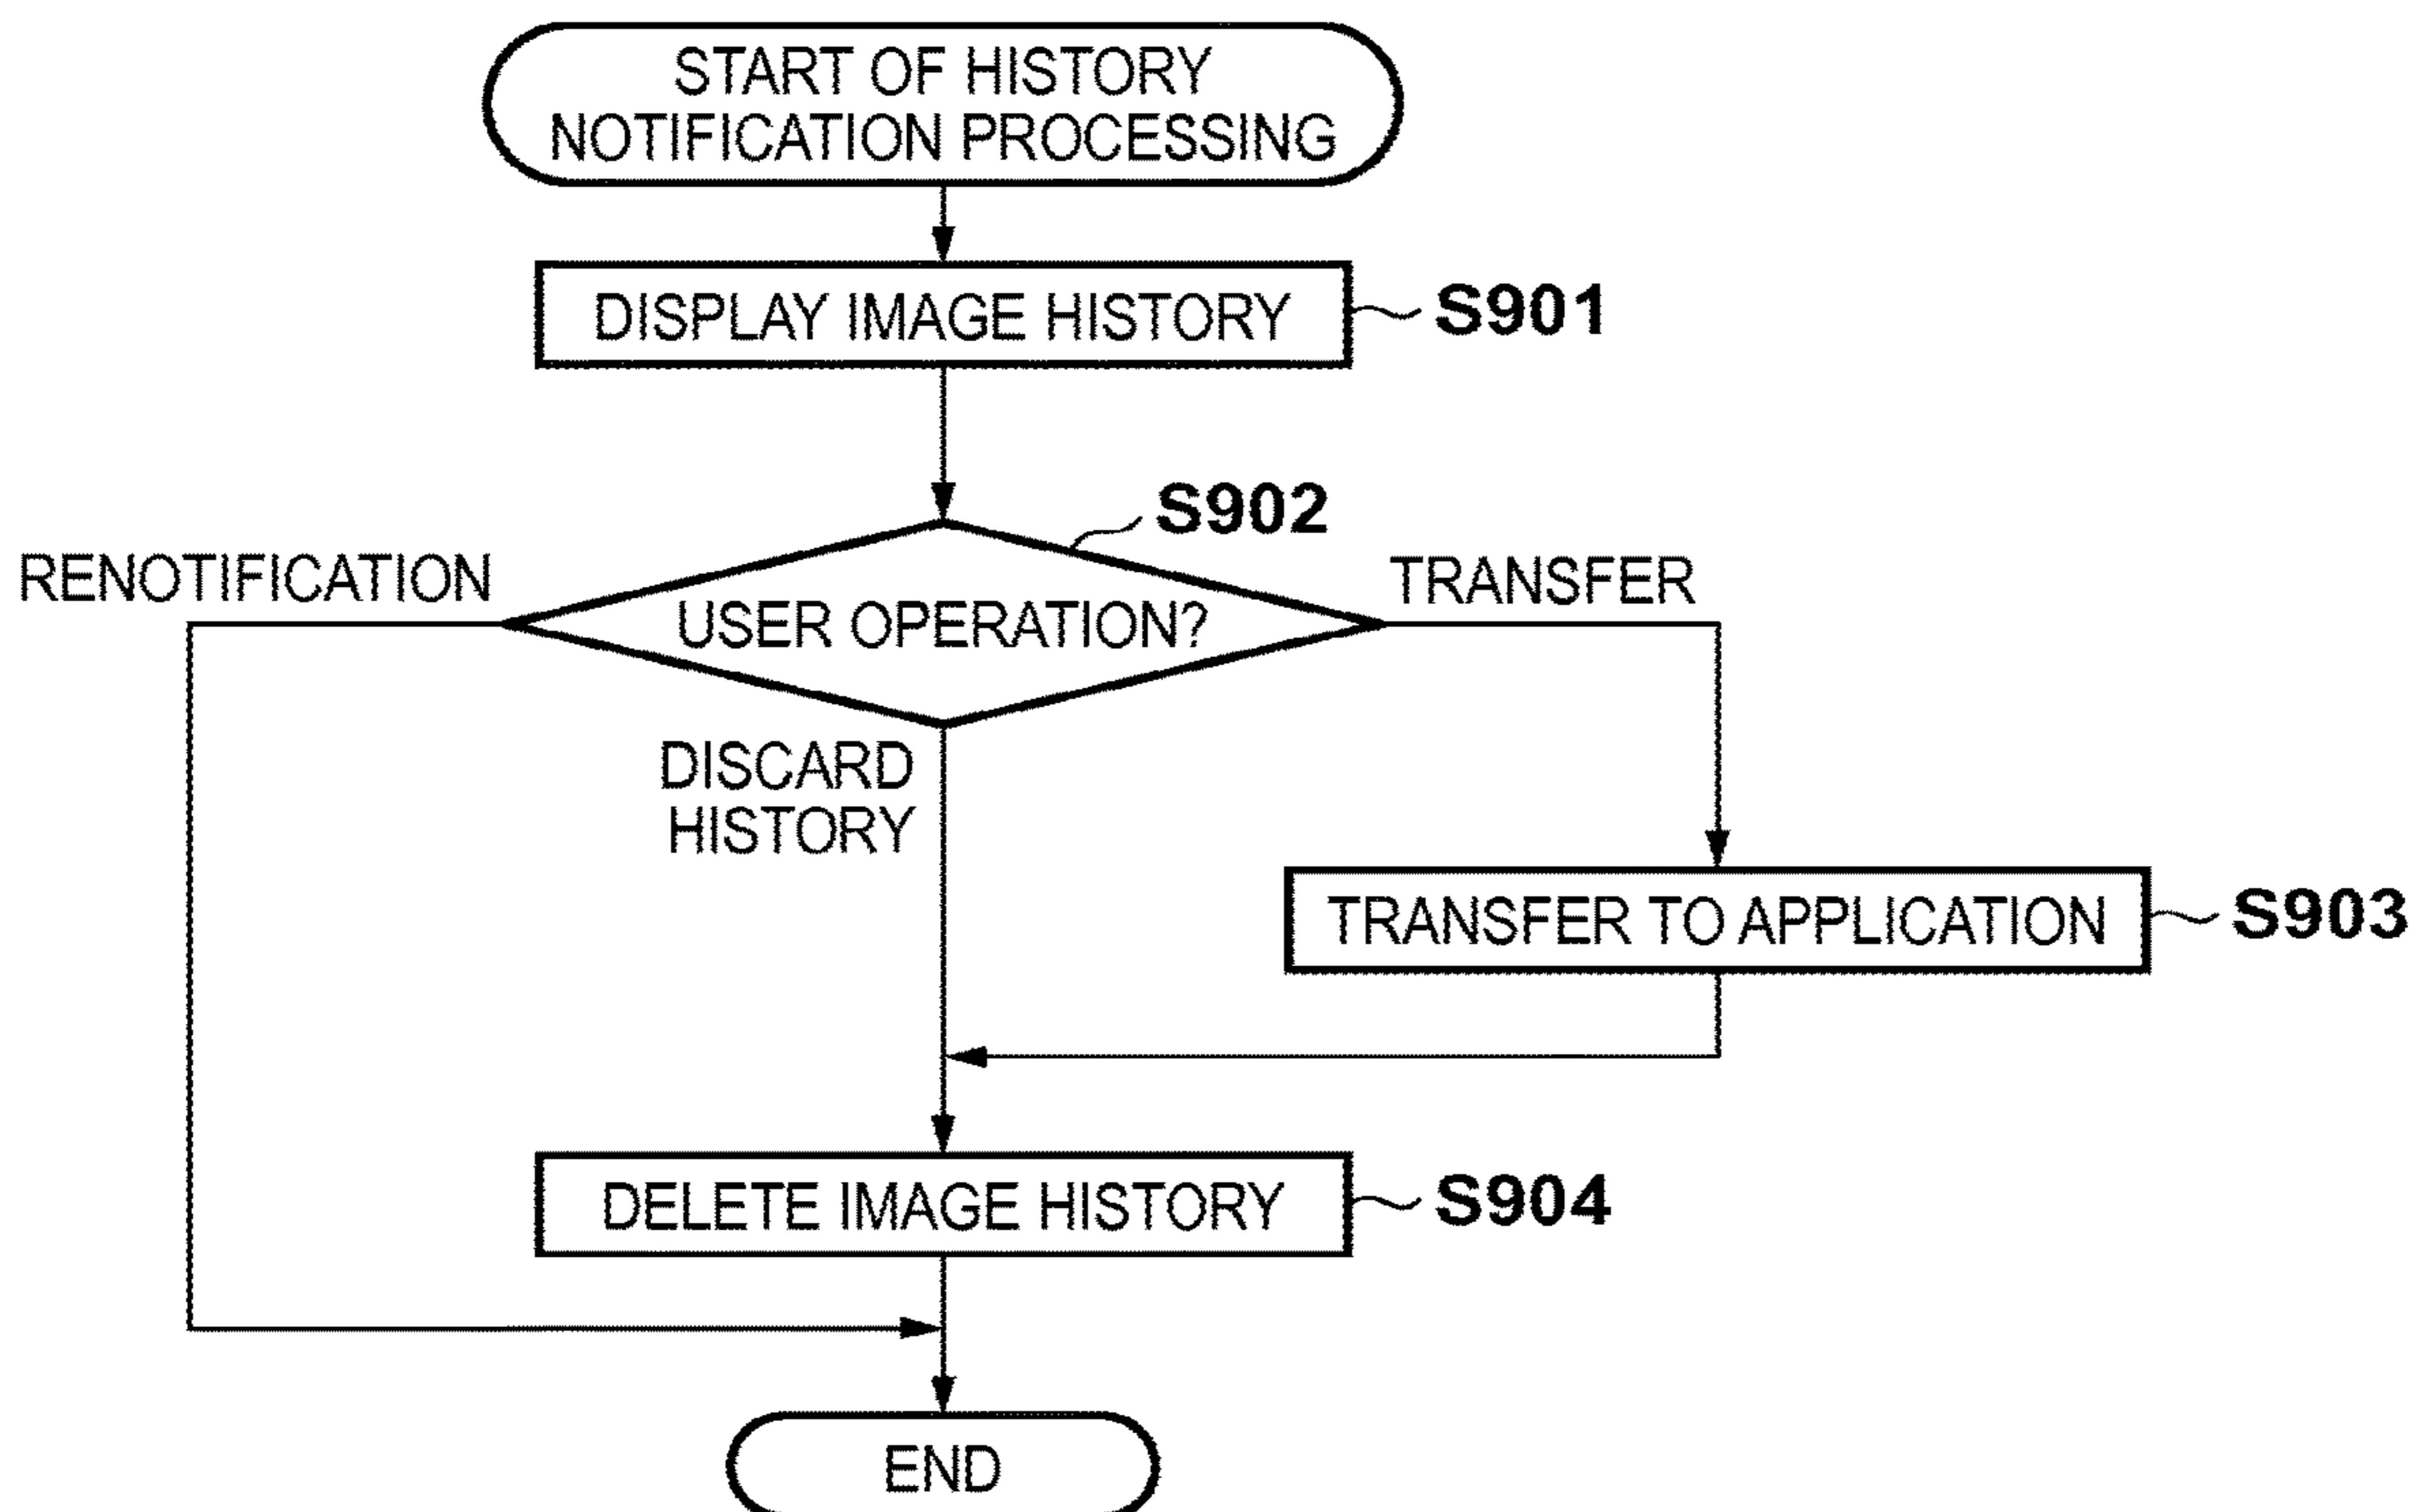 START OF HISTORY
NOTIFICATION PROCESSING
DISPLAY IMAGE HISTORY
S901
S902
RENOTIFICATION
USER OPERATION?
TRANSFER
DISCARD
HISTORY
TRANSFER TO APPLICATION
S903
DELETE IMAGE HISTORY
S904
END